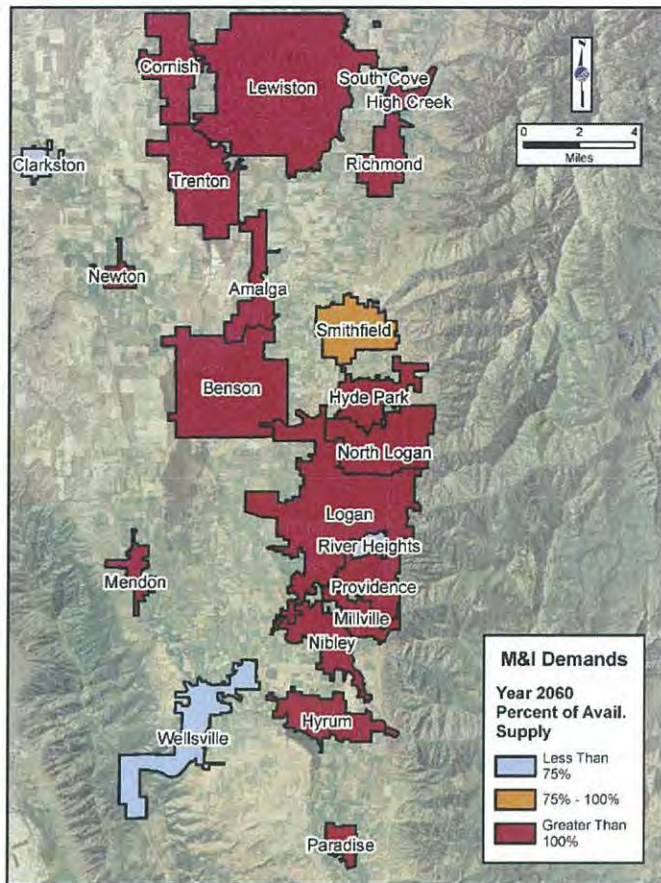 Cornish
Lewiston
South Cove
High Creek
Clarkston
Trenton
Richmond
0 2 4
Miles
Newton
Amalga
Smithfield
Benson
Hyde Park
North Logan
Logan
River Heights
Mendon
Providence
Millville
Nibley
Wellsville
Hyrum
Paradise
M&I Demands
Year 2060
Percent of Avail.
Supply
Less Than
75%
75% - 100%
Greater Than
100%